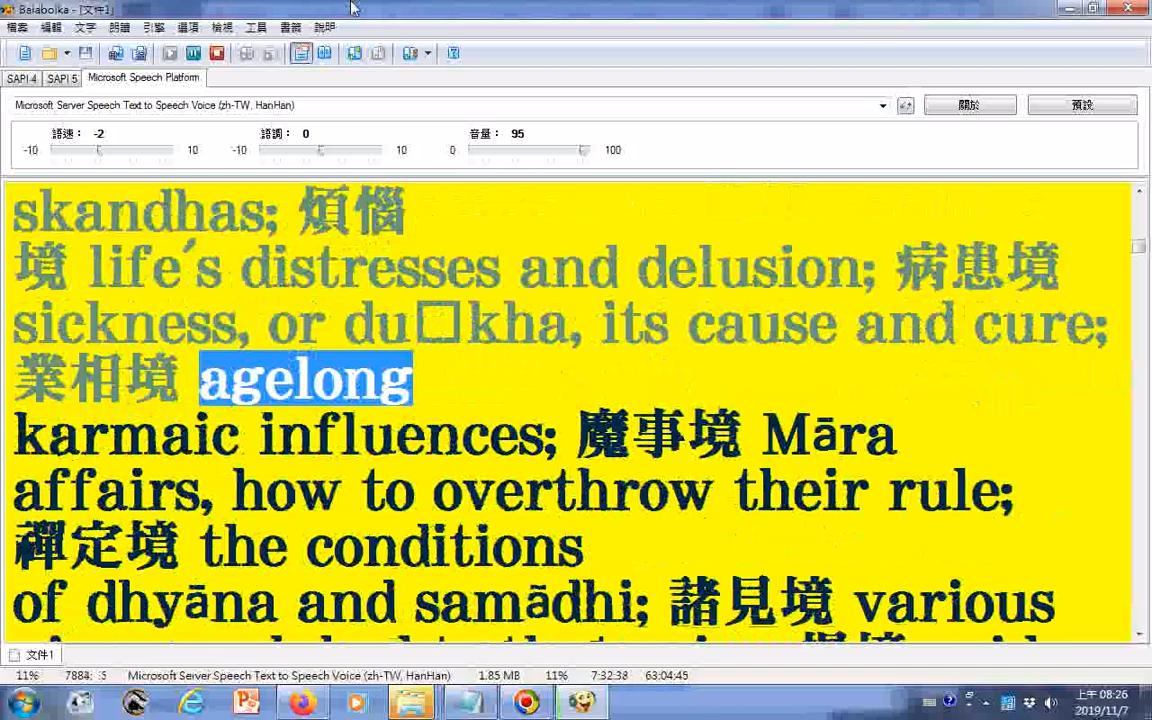 Balabolka - [文件1]
檔案 編輯 文字 朗讀 引擎 選項 檢視 工具 書籤 說明
SAPI 4 SAPI 5 Microsoft Speech Platform
Microsoft Server Speech Text to Speech Voice (zh-TW, HanHan) 關於 預設
語速： -2 語調： 0 音量： 95
-10 10 -10 10 0 100
skandhas; 煩惱
境 life's distresses and delusion; 病患境
sickness, or du□kha, its cause and cure;
業相境 agelong
karmaic influences; 魔事境 Māra
affairs, how to overthrow their rule;
禪定境 the conditions
of dhyāna and samādhi; 諸見境 various
文件1
11% 7884: 5 Microsoft Server Speech Text to Speech Voice (zh-TW, HanHan) 1.85 MB 11% 7:32:38 63:04:45
上午 08:26
2019/11/7